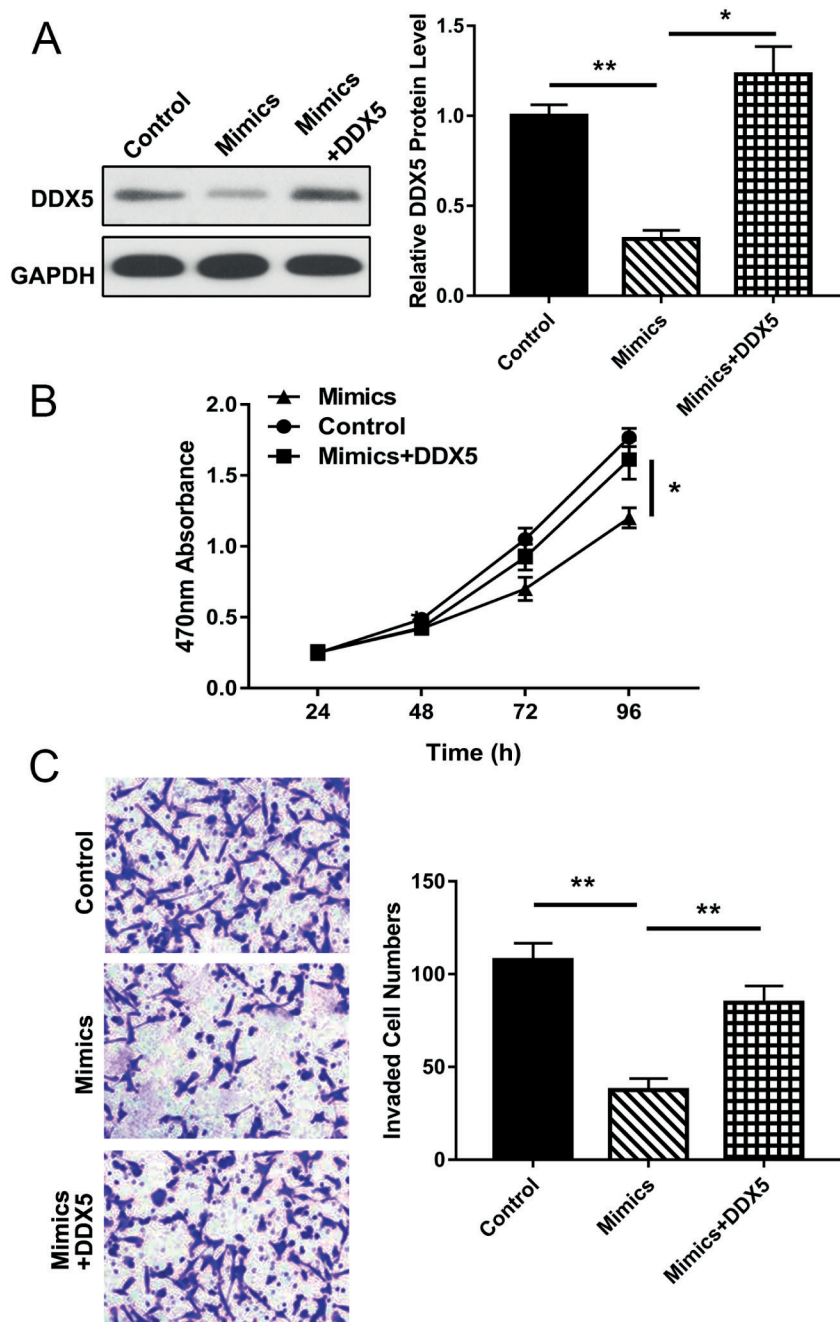 A
Control
Mimics
Mimics
+DDX5
DDX5
GAPDH
Relative DDX5 Protein Level
1.5
1.0
0.5
0.0
**
*
Control
Mimics
Mimics+DDX5
B
Mimics
Control
Mimics+DDX5
470nm Absorbance
2.0
1.5
1.0
0.5
0.0
*
24
48
72
96
Time (h)
C
Control
Mimics
Mimics
+DDX5
Invaded Cell Numbers
150
100
50
0
**
**
Control
Mimics
Mimics+DDX5